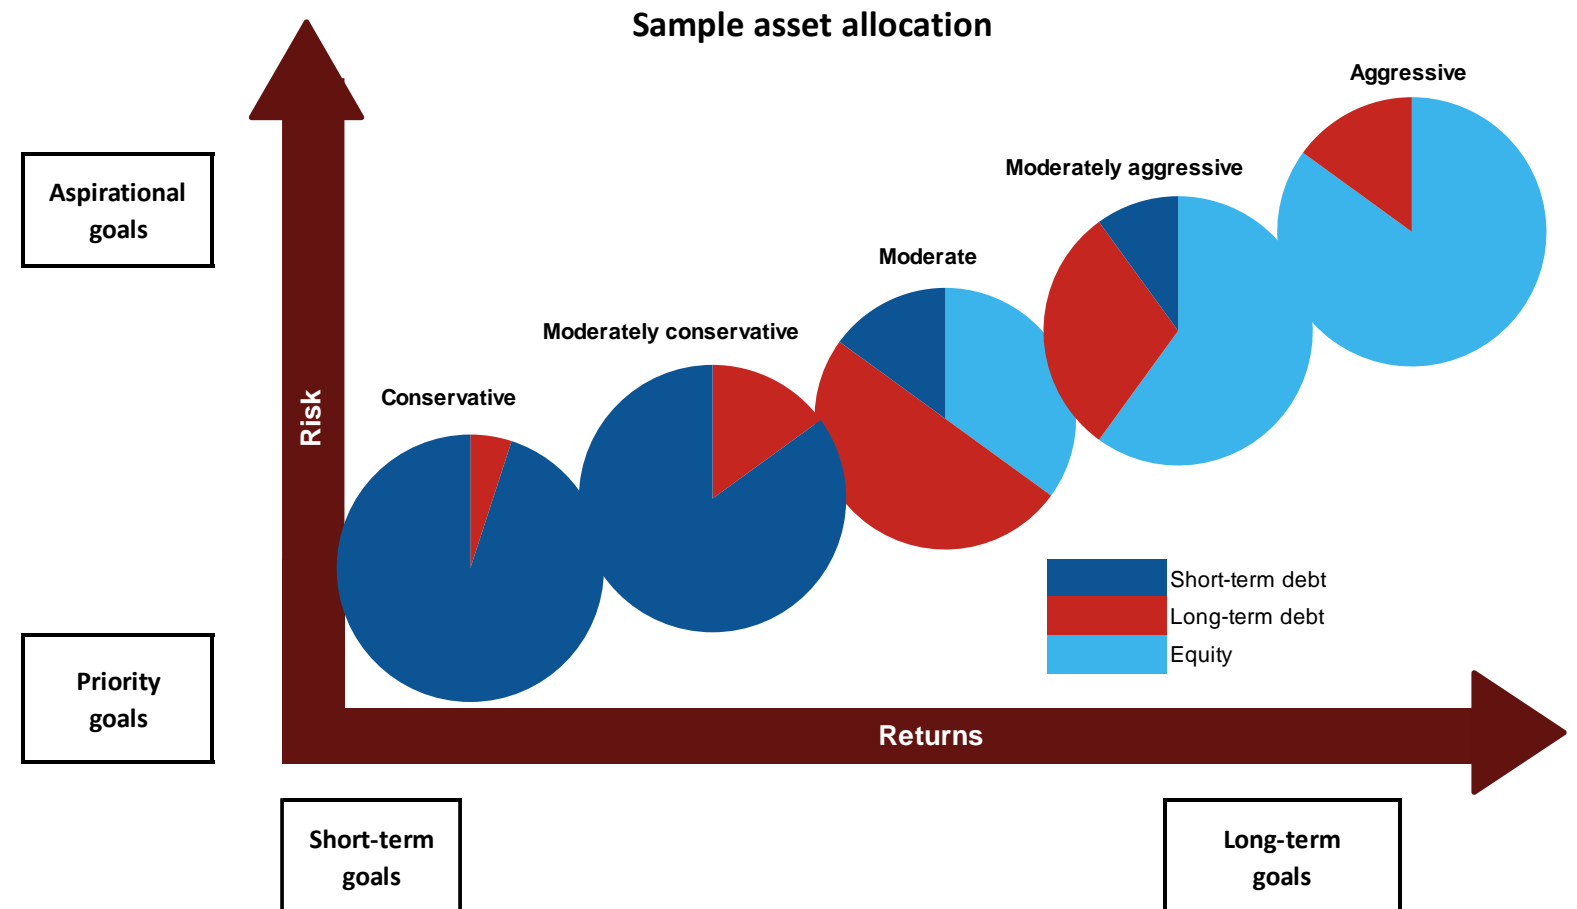 Sample asset allocation
Aggressive
Moderately aggressive
Aspirational
goals
Moderate
Moderately conservative
Conservative
Risk
Short-term debt
Long-term debt
Equity
Priority
goals
Returns
Short-term
goals
Long-term
goals